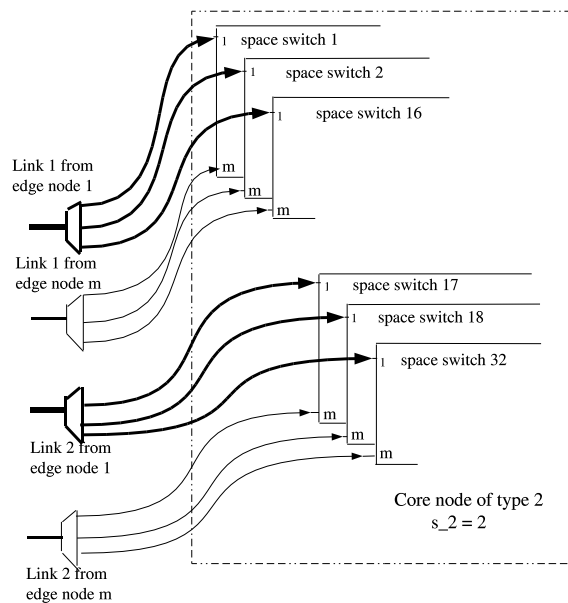 1 space switch 1
1 space switch 2
1 space switch 16
Link 1 from
edge node 1
m
m
m
Link 1 from
edge node m
1 space switch 17
1 space switch 18
1 space switch 32
m
Link 2 from
edge node 1
m
m
Core node of type 2
s_2 = 2
Link 2 from
edge node m